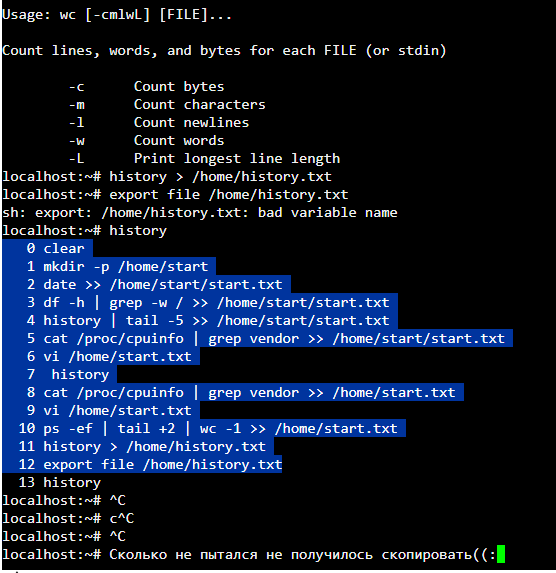 Usage: wc [-cmlwL] [FILE]...
Count lines, words, and bytes for each FILE (or stdin)
-c Count bytes
-m Count characters
-l Count newlines
-w Count words
-L Print longest line length
localhost:~# history > /home/history.txt
localhost:~# export file /home/history.txt
sh: export: /home/history.txt: bad variable name
localhost:~# history
0 clear
1 mkdir -p /home/start
2 date >> /home/start/start.txt
3 df -h | grep -w / >> /home/start/start.txt
4 history | tail -5 >> /home/start/start.txt
5 cat /proc/cpuinfo | grep vendor >> /home/start/start.txt
6 vi /home/start.txt
7 history
8 cat /proc/cpuinfo | grep vendor >> /home/start.txt
9 vi /home/start.txt
10 ps -ef | tail +2 | wc -1 >> /home/start.txt
11 history > /home/history.txt
12 export file /home/history.txt
13 history
localhost:~# ^C
localhost:~# c^C
localhost:~# ^C
localhost:~# Сколько не пытался не получилось скопировать((: